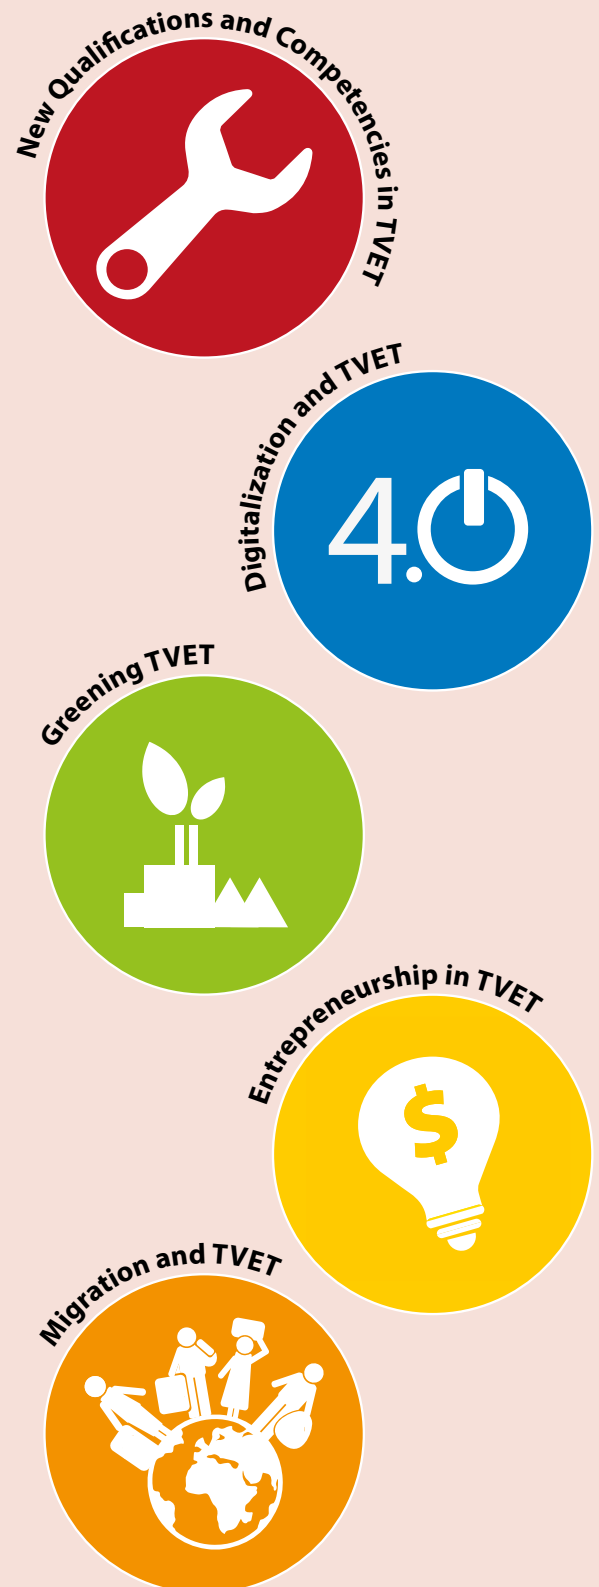 New Qualifications and Competencies in TVET
Digitalization and TVET
4.0
Greening TVET
Entrepreneurship in TVET
$
Migration and TVET